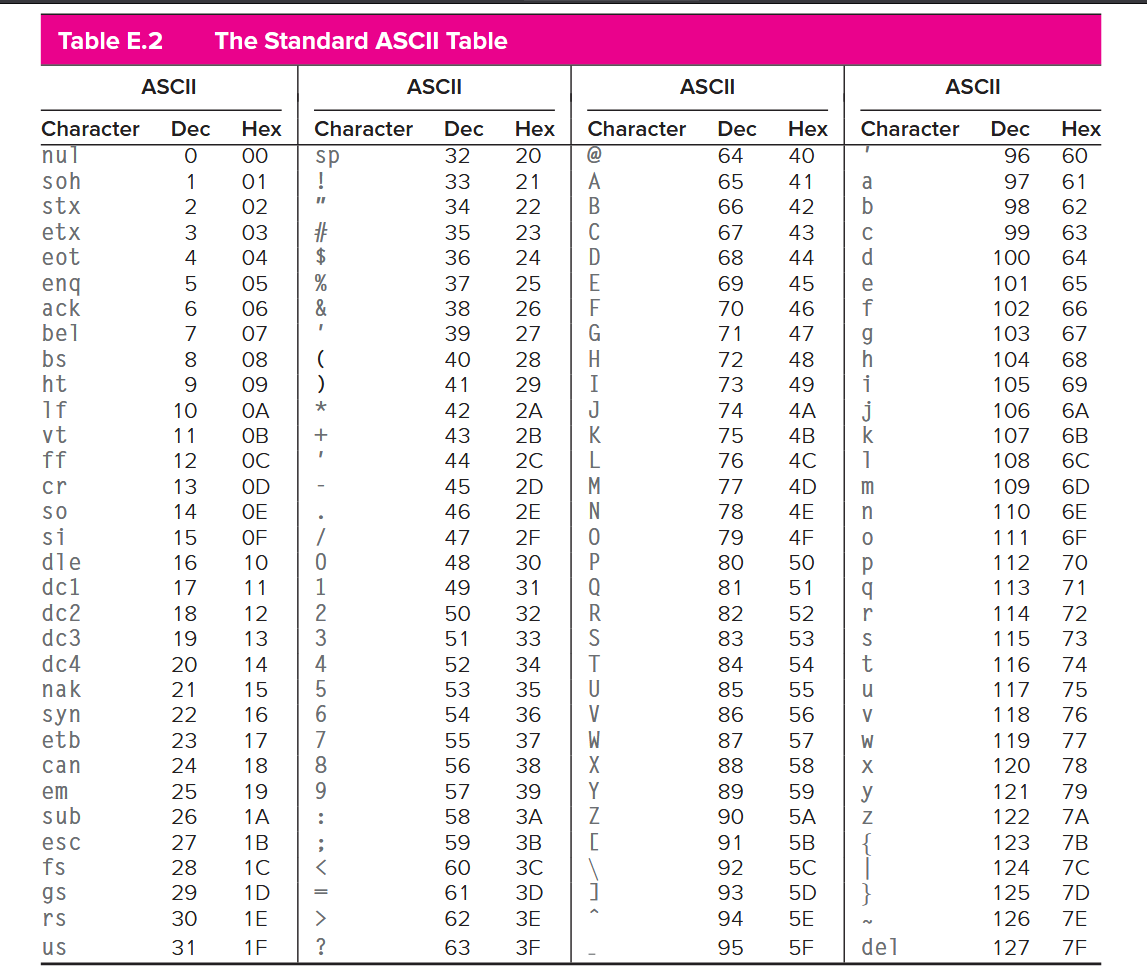 Table E.2 The Standard ASCII Table
ASCII ASCII ASCII ASCII
Character Dec Hex Character Dec Hex Character Dec Hex Character Dec Hex
nul 0 00 sp 32 20 @ 64 40 ' 96 60
soh 1 01 ! 33 21 A 65 41 a 97 61
stx 2 02 " 34 22 B 66 42 b 98 62
etx 3 03 # 35 23 C 67 43 c 99 63
eot 4 04 $ 36 24 D 68 44 d 100 64
enq 5 05 % 37 25 E 69 45 e 101 65
ack 6 06 & 38 26 F 70 46 f 102 66
bel 7 07 ' 39 27 G 71 47 g 103 67
bs 8 08 ( 40 28 H 72 48 h 104 68
ht 9 09 ) 41 29 I 73 49 i 105 69
lf 10 0A * 42 2A J 74 4A j 106 6A
vt 11 0B + 43 2B K 75 4B k 107 6B
ff 12 0C ' 44 2C L 76 4C l 108 6C
cr 13 0D - 45 2D M 77 4D m 109 6D
so 14 0E . 46 2E N 78 4E n 110 6E
si 15 0F / 47 2F O 79 4F o 111 6F
dle 16 10 0 48 30 P 80 50 p 112 70
dc1 17 11 1 49 31 Q 81 51 q 113 71
dc2 18 12 2 50 32 R 82 52 r 114 72
dc3 19 13 3 51 33 S 83 53 s 115 73
dc4 20 14 4 52 34 T 84 54 t 116 74
nak 21 15 5 53 35 U 85 55 u 117 75
syn 22 16 6 54 36 V 86 56 v 118 76
etb 23 17 7 55 37 W 87 57 w 119 77
can 24 18 8 56 38 X 88 58 x 120 78
em 25 19 9 57 39 Y 89 59 y 121 79
sub 26 1A : 58 3A Z 90 5A z 122 7A
esc 27 1B ; 59 3B [ 91 5B { 123 7B
fs 28 1C < 60 3C \ 92 5C | 124 7C
gs 29 1D = 61 3D ] 93 5D } 125 7D
rs 30 1E > 62 3E ^ 94 5E ~ 126 7E
us 31 1F ? 63 3F _ 95 5F del 127 7F